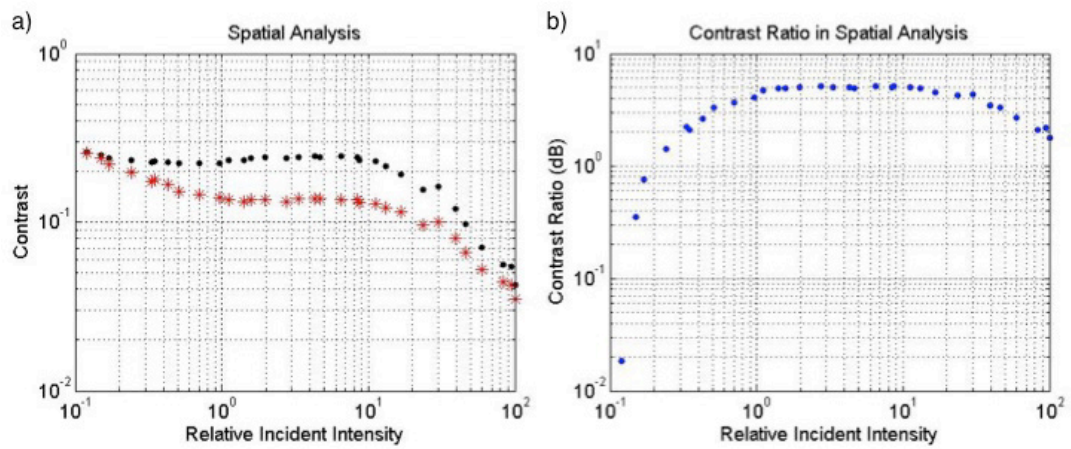 a)
Spatial Analysis
10^0
10^-1
10^-2
Contrast
10^-1
10^0
10^1
10^2
Relative Incident Intensity
b)
Contrast Ratio in Spatial Analysis
10^1
10^0
10^-1
10^-2
Contrast Ratio (dB)
10^-1
10^0
10^1
10^2
Relative Incident Intensity